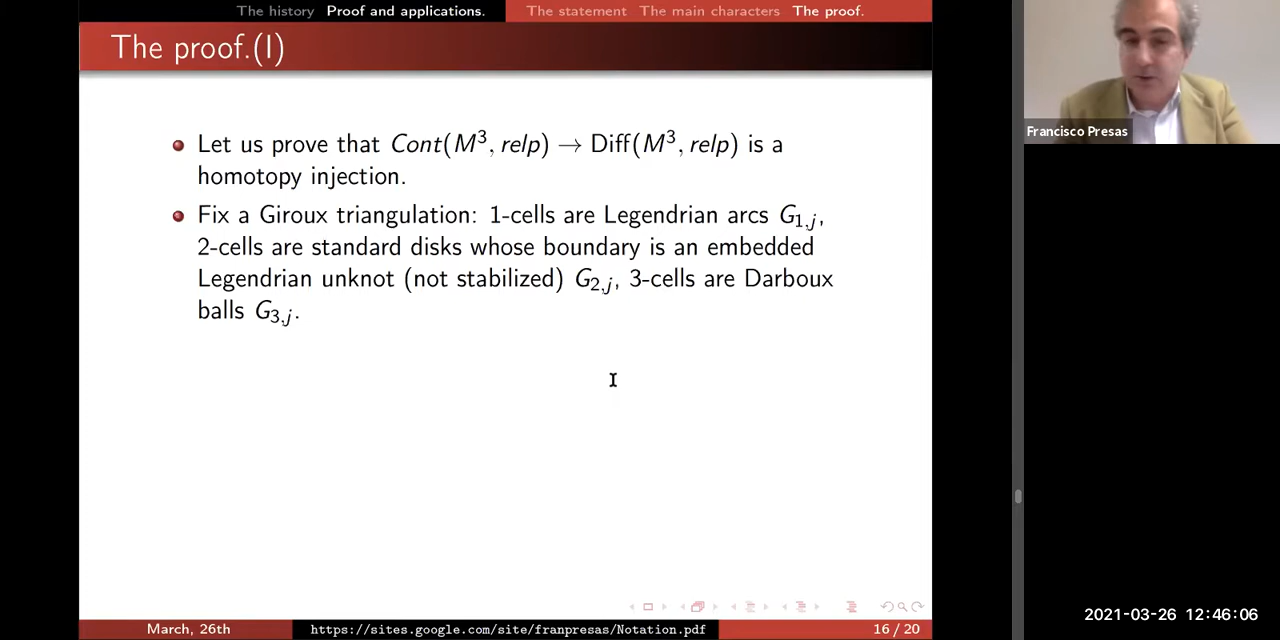 The history Proof and applications. The statement The main characters The proof.
The proof.(I)
Let us prove that Cont(M³, relp) → Diff(M³, relp) is a
homotopy injection.
Fix a Giroux triangulation: 1-cells are Legendrian arcs G₁,ⱼ,
2-cells are standard disks whose boundary is an embedded
Legendrian unknot (not stabilized) G₂,ⱼ, 3-cells are Darboux
balls G₃,ⱼ.
Francisco Presas
March, 26th https://sites.google.com/site/franpresas/Notation.pdf 16 / 20
2021-03-26 12:46:06